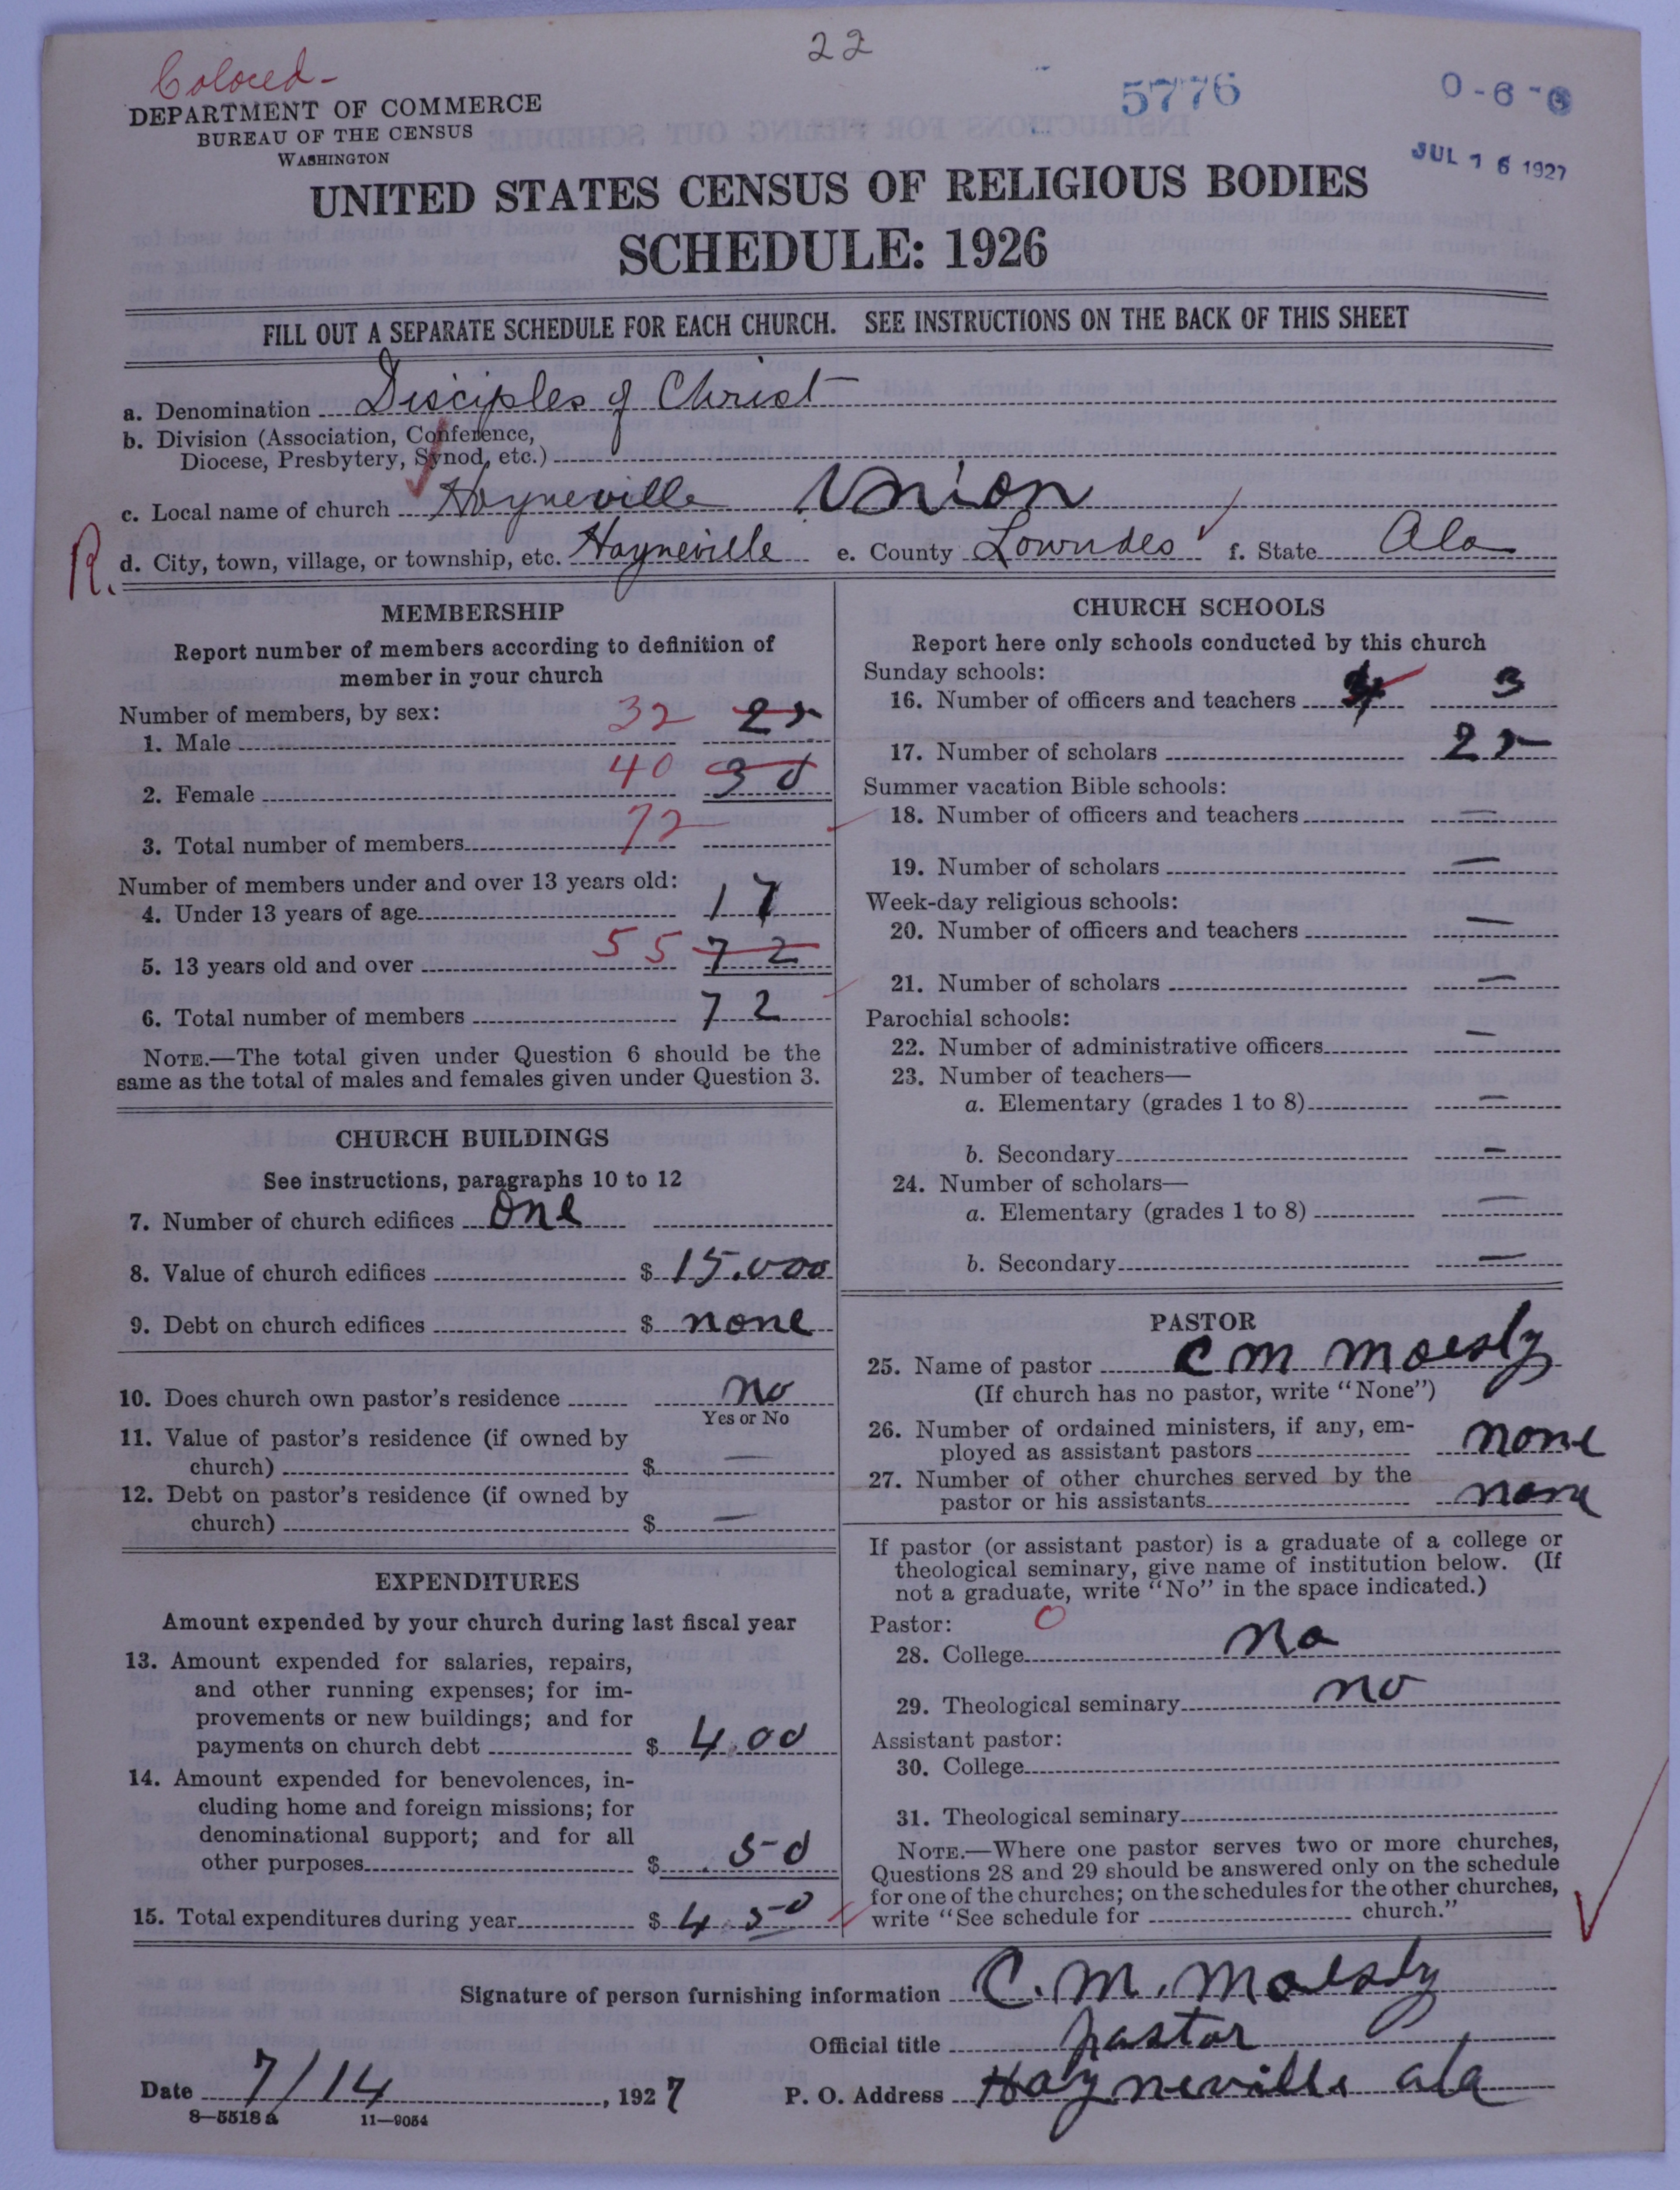 22
Colored-
5776
0-6-
DEPARTMENT OF COMMERCE
BUREAU OF THE CENSUS
WASHINGTON
JUL 16 1927
UNITED STATES CENSUS OF RELIGIOUS BODIES
SCHEDULE: 1926
FILL OUT A SEPARATE SCHEDULE FOR EACH CHURCH. SEE INSTRUCTIONS ON THE BACK OF THIS SHEET
a. Denomination Disciples of Christ
b. Division (Association, Conference,
Diocese, Presbytery, Synod, etc.)
c. Local name of church Hayneville Union
R. d. City, town, village, or township, etc. Hayneville e. County Lowndes f. State Ala
MEMBERSHIP
Report number of members according to definition of
member in your church
Number of members, by sex:
1. Male 32 25
2. Female 40 30
3. Total number of members 72
Number of members under and over 13 years old:
4. Under 13 years of age 17
5. 13 years old and over 55 72
6. Total number of members 72
NOTE.—The total given under Question 6 should be the
same as the total of males and females given under Question 3.
CHURCH BUILDINGS
See instructions, paragraphs 10 to 12
7. Number of church edifices One
8. Value of church edifices $ 15.000
9. Debt on church edifices $ none
10. Does church own pastor's residence no
Yes or No
11. Value of pastor's residence (if owned by
church) $ —
12. Debt on pastor's residence (if owned by
church) $ —
EXPENDITURES
Amount expended by your church during last fiscal year
13. Amount expended for salaries, repairs,
and other running expenses; for im-
provements or new buildings; and for
payments on church debt $ 4.00
14. Amount expended for benevolences, in-
cluding home and foreign missions; for
denominational support; and for all
other purposes $ .50
15. Total expenditures during year $ 4.50
CHURCH SCHOOLS
Report here only schools conducted by this church
Sunday schools:
16. Number of officers and teachers 3
17. Number of scholars 25
Summer vacation Bible schools:
18. Number of officers and teachers —
19. Number of scholars —
Week-day religious schools:
20. Number of officers and teachers —
21. Number of scholars —
Parochial schools:
22. Number of administrative officers —
23. Number of teachers—
a. Elementary (grades 1 to 8) —
b. Secondary —
24. Number of scholars—
a. Elementary (grades 1 to 8) —
b. Secondary —
PASTOR
25. Name of pastor C M Moesly
(If church has no pastor, write "None")
26. Number of ordained ministers, if any, em-
ployed as assistant pastors none
27. Number of other churches served by the
pastor or his assistants none
If pastor (or assistant pastor) is a graduate of a college or
theological seminary, give name of institution below. (If
not a graduate, write "No" in the space indicated.)
Pastor: 0
28. College No
29. Theological seminary no
Assistant pastor:
30. College
31. Theological seminary
NOTE.—Where one pastor serves two or more churches,
Questions 28 and 29 should be answered only on the schedule
for one of the churches; on the schedules for the other churches,
write "See schedule for church."
Signature of person furnishing information C. M. Moesly
Official title pastor
Date 7/14, 1927 P. O. Address Hayneville ala
8—5518 a 11—9054